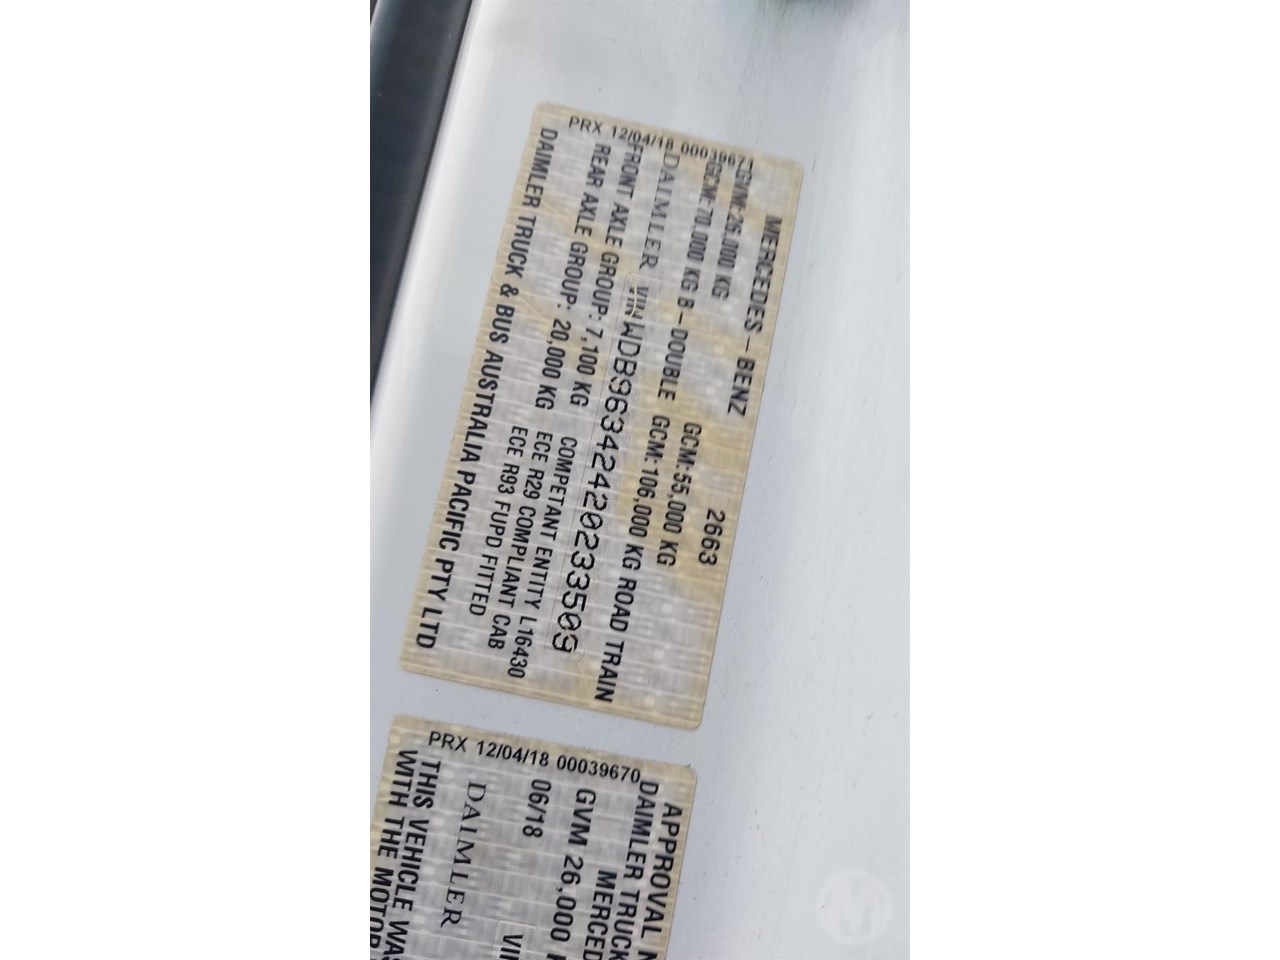 MERCEDES - BENZ 2663
GVM: 26,000 KG GCM: 55,000 KG
GCM: 70,000 KG B - DOUBLE GCM: 106,000 KG ROAD TRAIN
DAIMLER VIN WDB96342420233509
FRONT AXLE GROUP: 7,100 KG COMPETANT ENTITY L16430
REAR AXLE GROUP: 20,000 KG ECE R29 COMPLIANT CAB
ECE R93 FUPD FITTED
DAIMLER TRUCK & BUS AUSTRALIA PACIFIC PTY LTD
PRX 12/04/18 00039671
APPROVAL
DAIMLER TRUCK
MERCED
GVM 26,000
06/18
DAIMLER
THIS VEHICLE WAS
WITH THE MOTOR
PRX 12/04/18 00039670